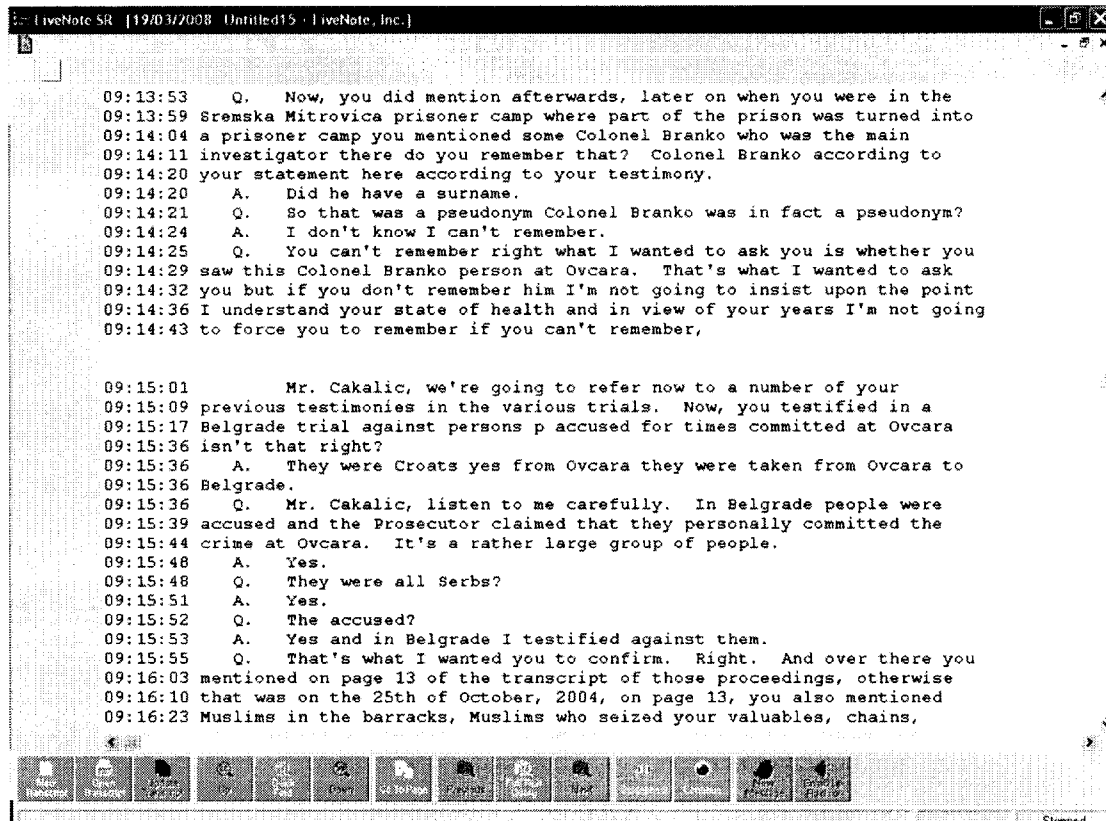 LiveNote SR - [19/03/2008 Untitled15 - LiveNote, Inc.]
09:13:53 Q. Now, you did mention afterwards, later on when you were in the
09:13:59 Sremska Mitrovica prisoner camp where part of the prison was turned into
09:14:04 a prisoner camp you mentioned some Colonel Branko who was the main
09:14:11 investigator there do you remember that? Colonel Branko according to
09:14:20 your statement here according to your testimony.
09:14:20 A. Did he have a surname.
09:14:21 Q. So that was a pseudonym Colonel Branko was in fact a pseudonym?
09:14:24 A. I don't know I can't remember.
09:14:25 Q. You can't remember right what I wanted to ask you is whether you
09:14:29 saw this Colonel Branko person at Ovcara. That's what I wanted to ask
09:14:32 you but if you don't remember him I'm not going to insist upon the point
09:14:36 I understand your state of health and in view of your years I'm not going
09:14:43 to force you to remember if you can't remember,
09:15:01 Mr. Cakalic, we're going to refer now to a number of your
09:15:09 previous testimonies in the various trials. Now, you testified in a
09:15:17 Belgrade trial against persons p accused for times committed at Ovcara
09:15:36 isn't that right?
09:15:36 A. They were Croats yes from Ovcara they were taken from Ovcara to
09:15:36 Belgrade.
09:15:36 Q. Mr. Cakalic, listen to me carefully. In Belgrade people were
09:15:39 accused and the Prosecutor claimed that they personally committed the
09:15:44 crime at Ovcara. It's a rather large group of people.
09:15:48 A. Yes.
09:15:48 Q. They were all Serbs?
09:15:51 A. Yes.
09:15:52 Q. The accused?
09:15:53 A. Yes and in Belgrade I testified against them.
09:15:55 Q. That's what I wanted you to confirm. Right. And over there you
09:16:03 mentioned on page 13 of the transcript of those proceedings, otherwise
09:16:10 that was on the 25th of October, 2004, on page 13, you also mentioned
09:16:23 Muslims in the barracks, Muslims who seized your valuables, chains,
Go To Page
Next
Stopped